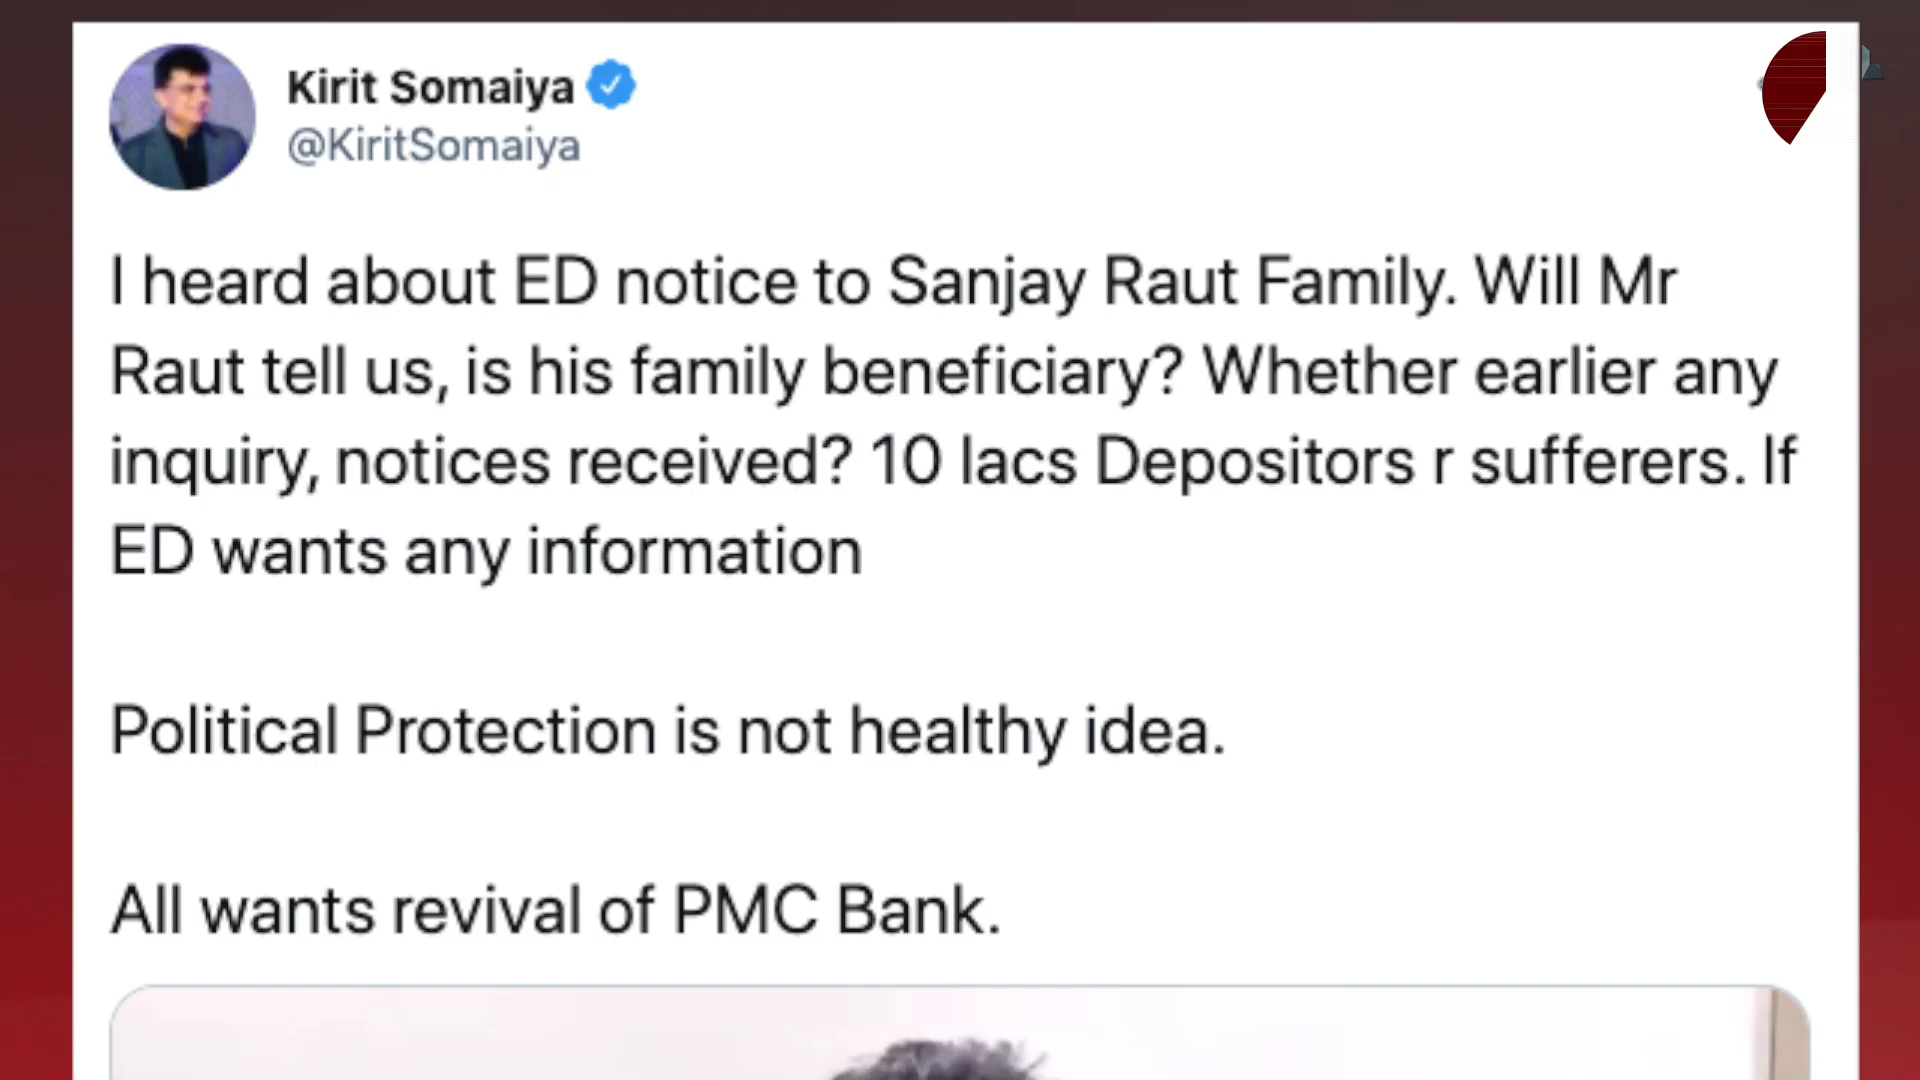 Kirit Somaiya
@KiritSomaiya
I heard about ED notice to Sanjay Raut Family. Will Mr
Raut tell us, is his family beneficiary? Whether earlier any
inquiry, notices received? 10 lacs Depositors r sufferers. If
ED wants any information
Political Protection is not healthy idea.
All wants revival of PMC Bank.